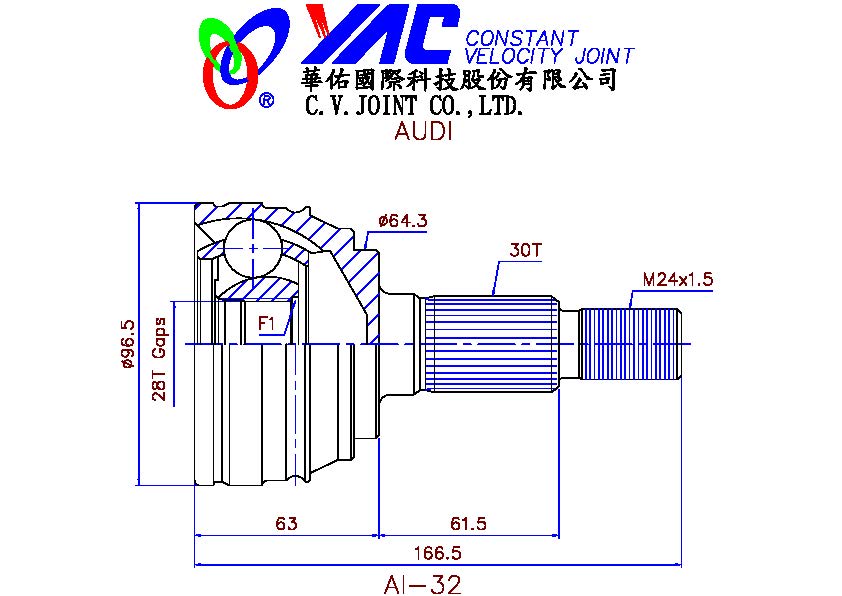 YAC CONSTANT
VELOCITY JOINT
華佑國際科技股份有限公司
® C.V.JOINT CO.,LTD.
AUDI
ø64.3
30T
M24x1.5
F1
ø96.5
28T Gaps
63
61.5
166.5
AI-32